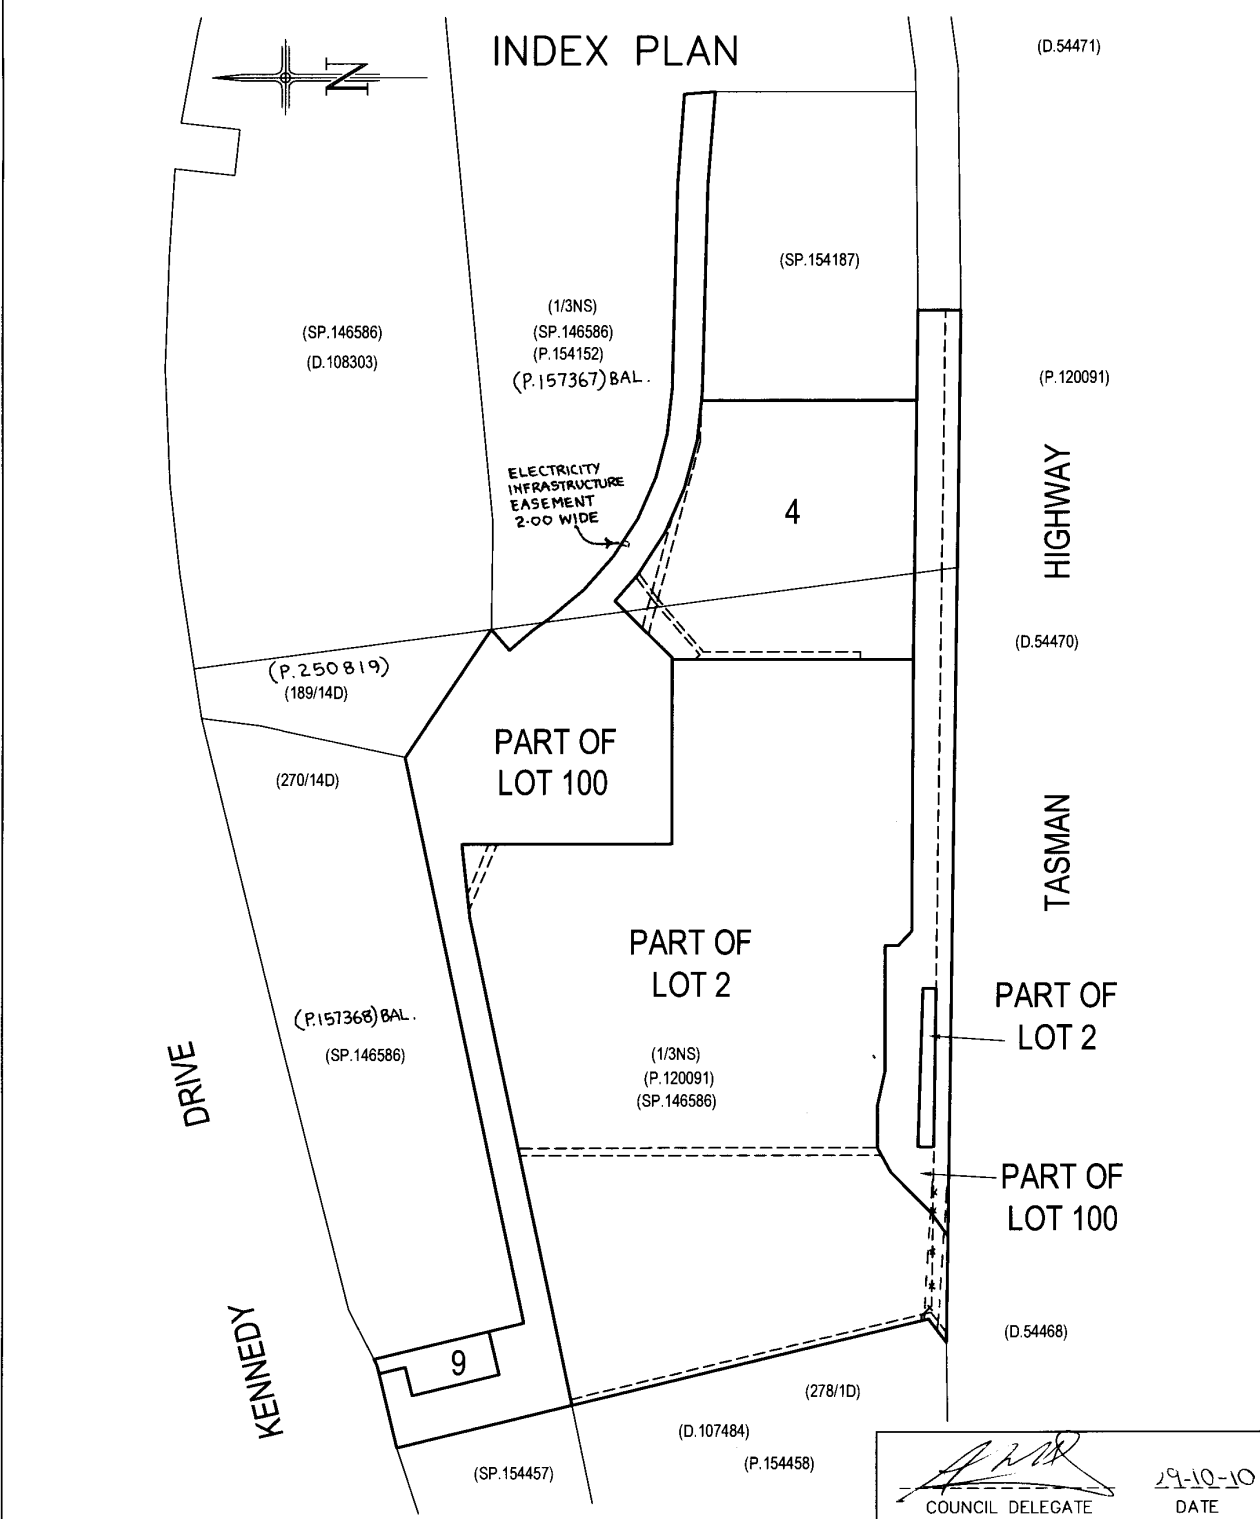 INDEX PLAN
N
(D.54471)
(SP.154187)
(1/3NS)
(SP.146586)
(P.154152)
(P.157367) BAL.
(SP.146586)
(D.108303)
(P.120091)
ELECTRICITY
INFRASTRUCTURE
EASEMENT
2.00 WIDE
4
HIGHWAY
(D.54470)
(P.250819)
(189/14D)
PART OF
LOT 100
(270/14D)
TASMAN
PART OF
LOT 2
PART OF
LOT 2
(P.157368) BAL.
(SP.146586)
(1/3NS)
(P.120091)
(SP.146586)
DRIVE
PART OF
LOT 100
KENNEDY
9
(D.54468)
(278/1D)
(D.107484)
(P.154458)
(SP.154457)
29-10-10
COUNCIL DELEGATE
DATE